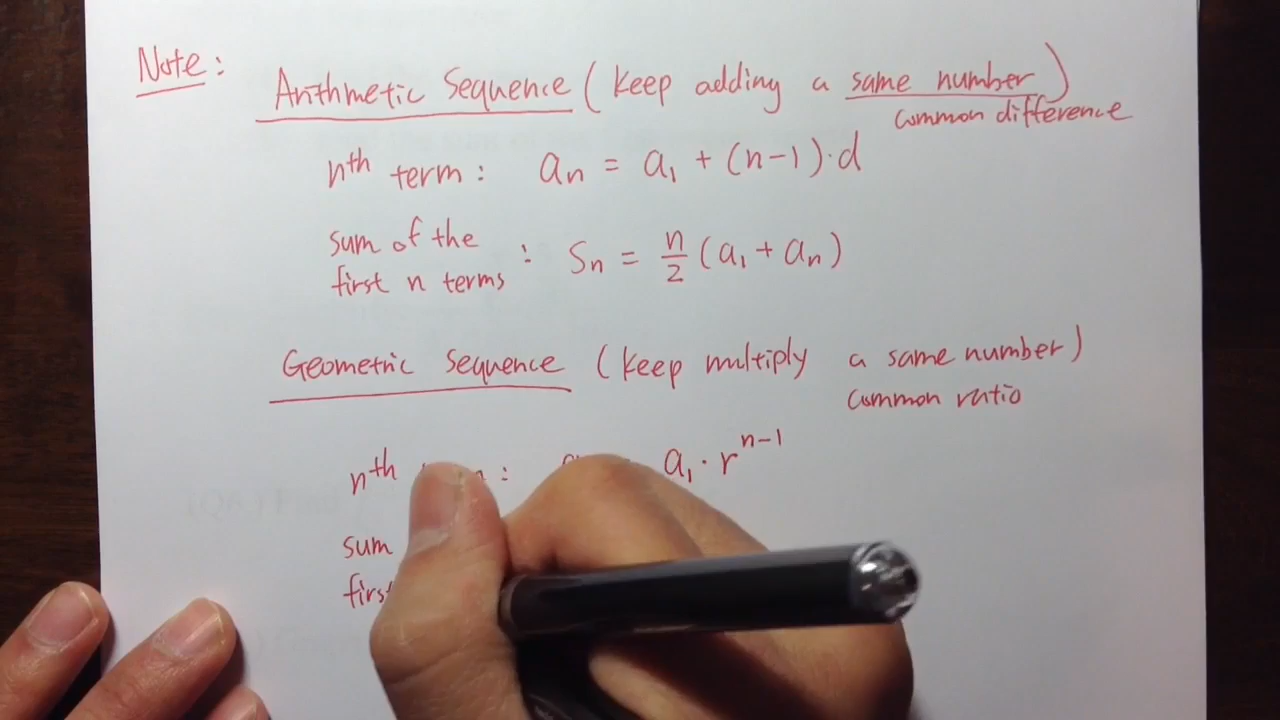 Note:
Arithmetic Sequence (keep adding a same number)
common difference
nth term: an = a1 + (n-1)·d
sum of the
first n terms : Sn = n/2 (a1 + an)
Geometric Sequence (keep multiply a same number)
common ratio
nth : a1 · r^n-1
sum